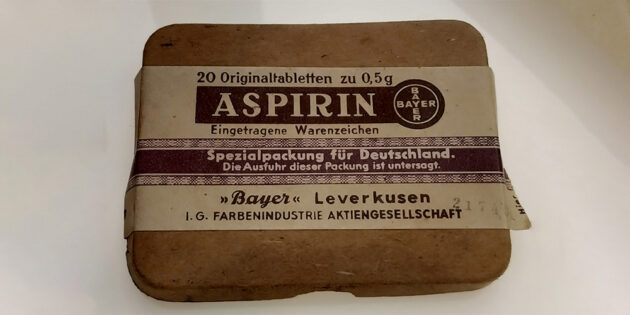 20 Originaltabletten zu 0,5g
ASPIRIN
BAYER
BAYER
Eingetragene Warenzeichen
Spezialpackung für Deutschland.
Die Ausfuhr dieser Packung ist untersagt.
»Bayer« Leverkusen
I.G. FARBENINDUSTRIE AKTIENGESELLSCHAFT